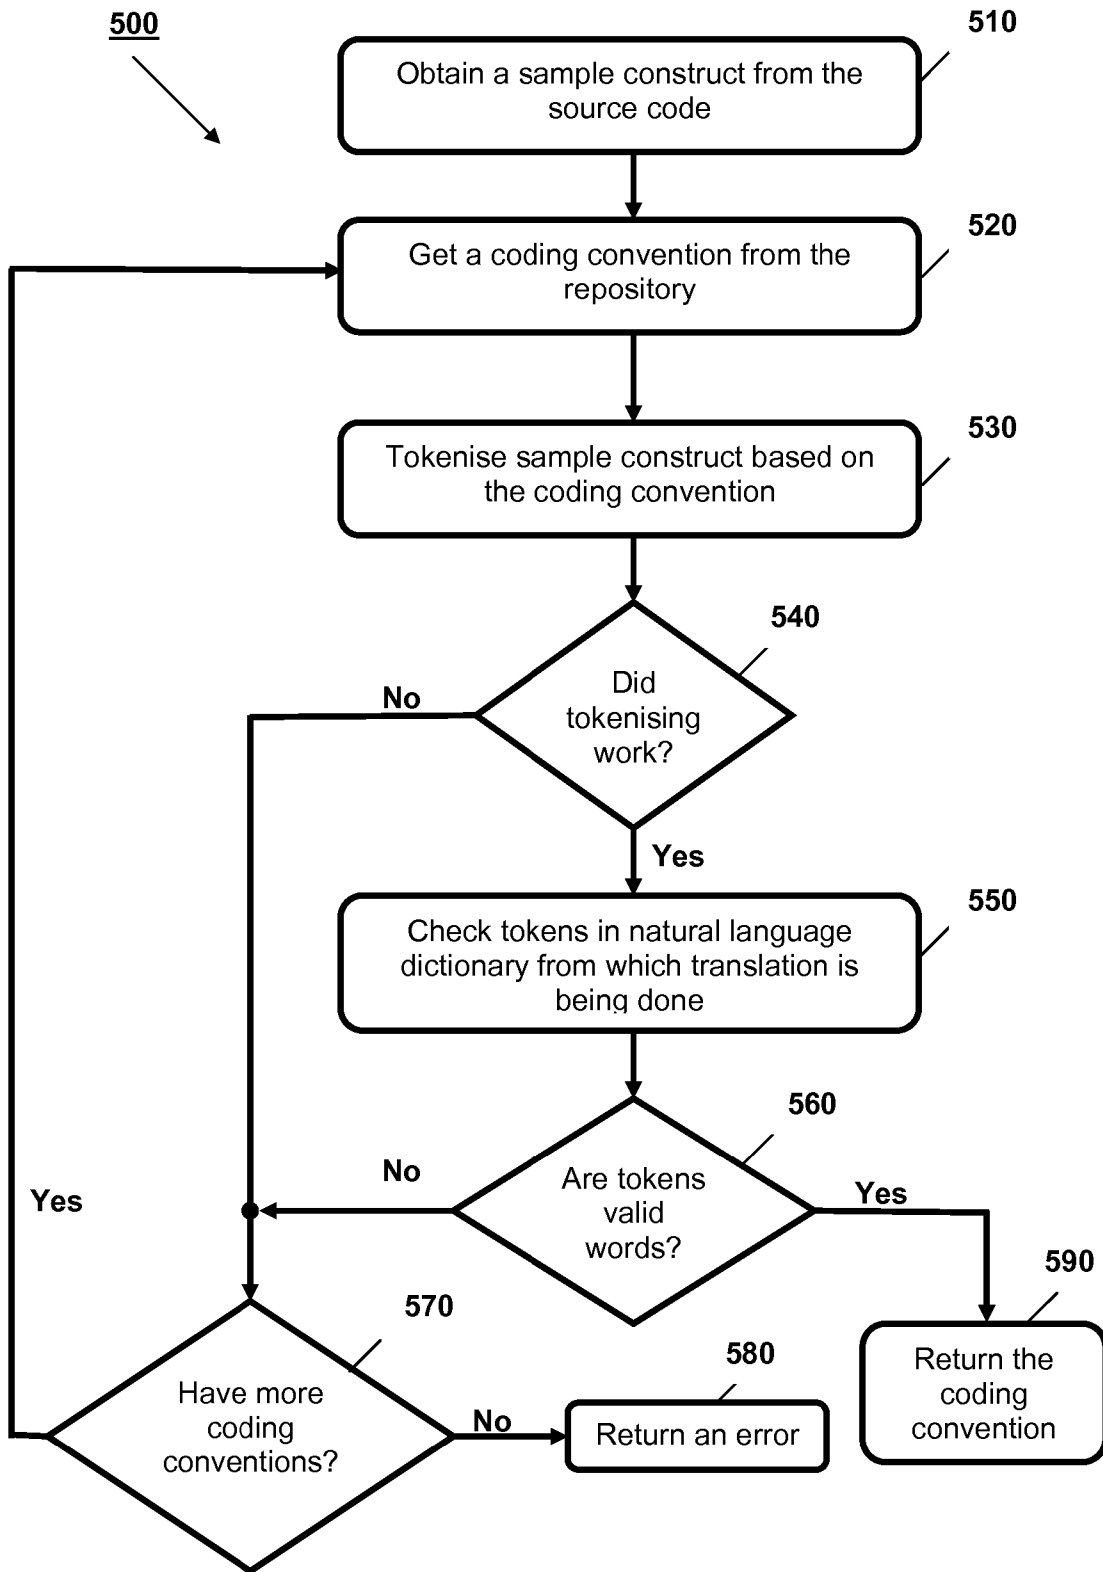 500
510
Obtain a sample construct from the
source code
520
Get a coding convention from the
repository
530
Tokenise sample construct based on
the coding convention
540
Did
tokenising
work?
No
Yes
550
Check tokens in natural language
dictionary from which translation is
being done
560
Are tokens
valid
words?
No
Yes
Yes
590
Return the
coding
convention
570
Have more
coding
conventions?
No
580
Return an error